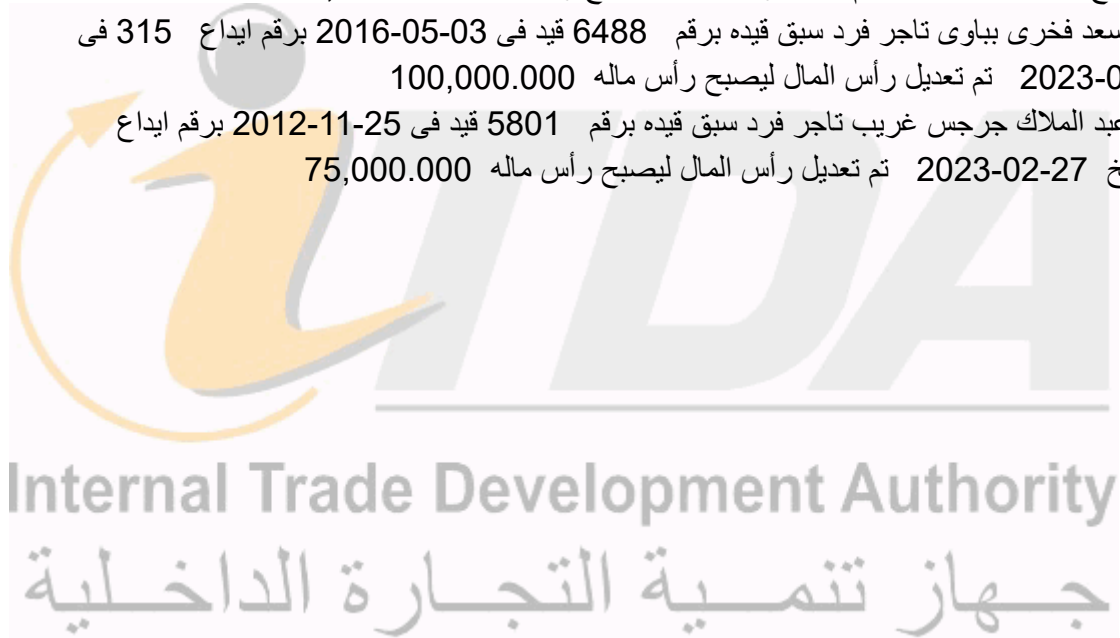 سعد فخرى بباوى تاجر فرد سبق قيده برقم 6488 قيد فى 03-05-2016 برقم ايداع 315 فى
2023-0 تم تعديل رأس المال ليصبح رأس ماله 100,000.000
عبد الملاك جرجس غريب تاجر فرد سبق قيده برقم 5801 قيد فى 25-11-2012 برقم ايداع
27-02-2023 تم تعديل رأس المال ليصبح رأس ماله 75,000.000
iTDA
Internal Trade Development Authority
جهاز تنمية التجارة الداخلية